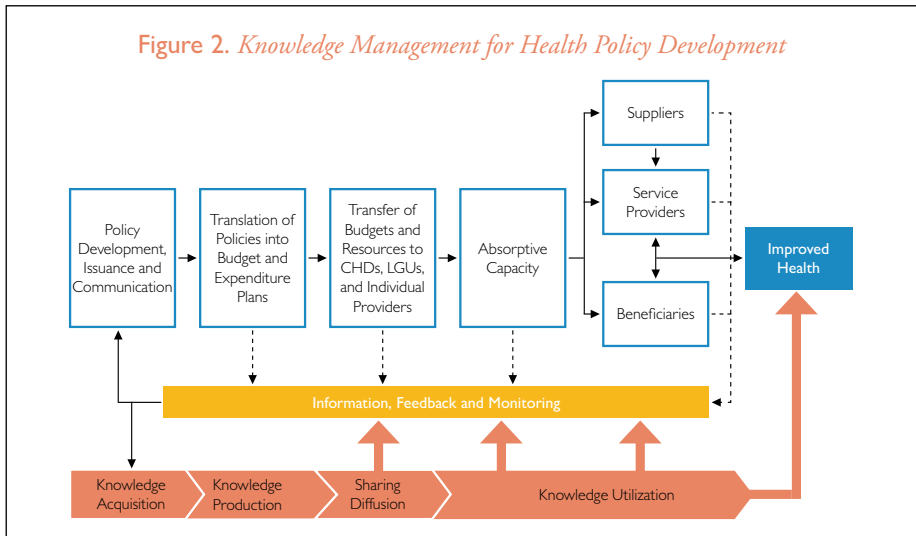 Figure 2. Knowledge Management for Health Policy Development
Suppliers
Service
Providers
Beneficiaries
Policy
Development,
Issuance and
Communication
Translation of
Policies into
Budget and
Expenditure
Plans
Transfer of
Budgets and
Resources to
CHDs, LGUs,
and Individual
Providers
Absorptive
Capacity
Improved
Health
Information, Feedback and Monitoring
Knowledge
Acquisition
Knowledge
Production
Sharing
Diffusion
Knowledge Utilization